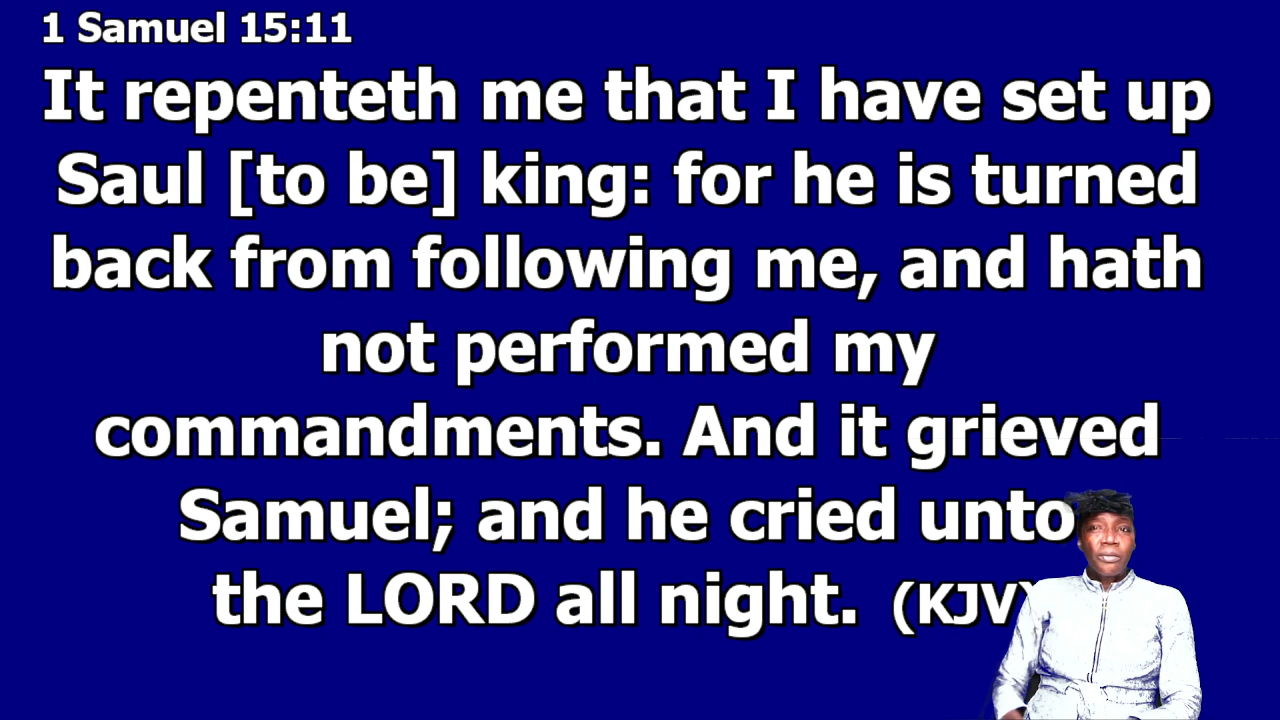 1 Samuel 15:11
It repenteth me that I have set up
Saul [to be] king: for he is turned
back from following me, and hath
not performed my
commandments. And it grieved
Samuel; and he cried unto
the LORD all night. (KJV)